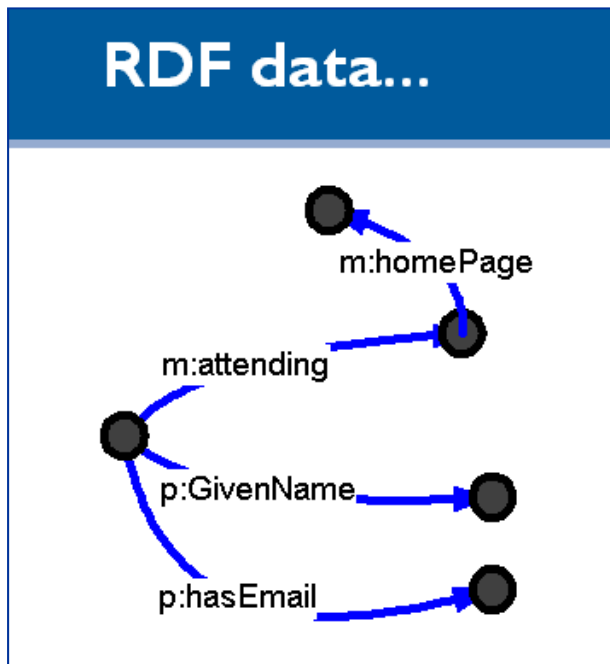 RDF data...
m:homePage
m:attending
p:GivenName
p:hasEmail